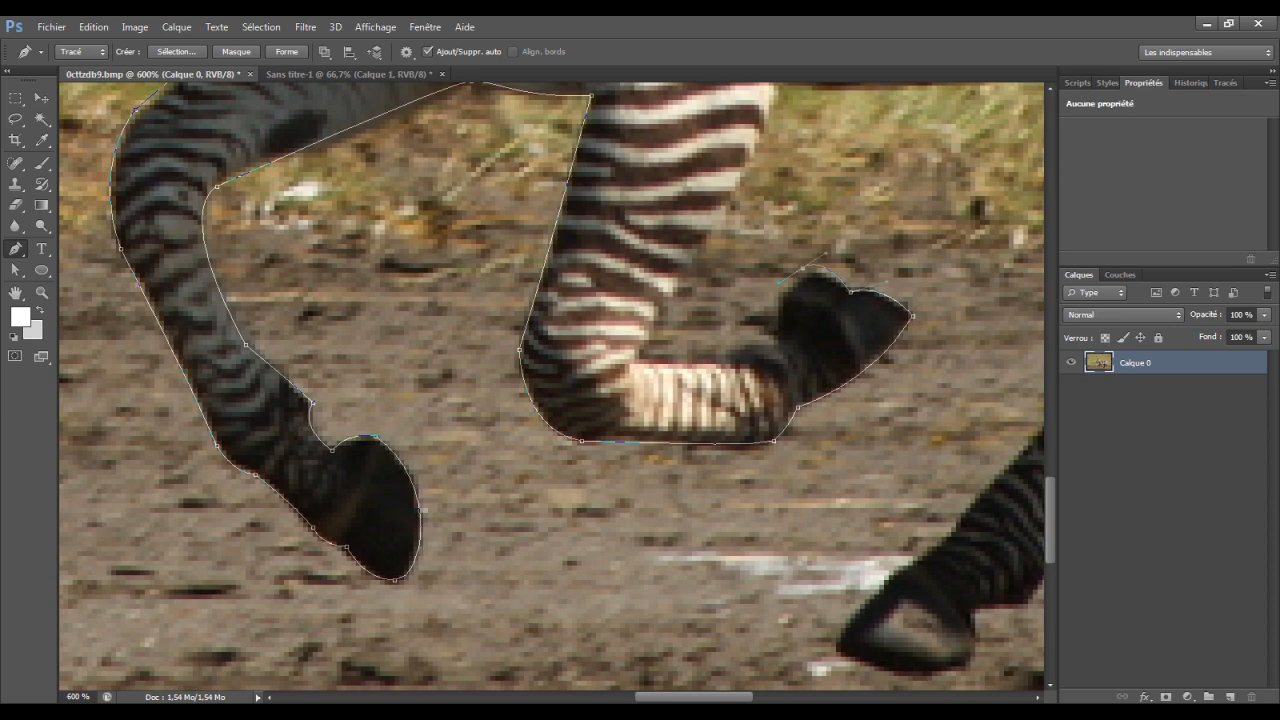 Ps Fichier Edition Image Calque Texte Sélection Filtre 3D Affichage Fenêtre Aide
Tracé Créer : Sélection... Masque Forme Ajout/Suppr. auto Align. bords Les indispensables
0cttzdb9.bmp @ 600% (Calque 0, RVB/8) * × Sans titre-1 @ 66,7% (Calque 1, RVB/8) * ×
Scripts Styles Propriétés Historiq Tracés
Aucune propriété
Calques Couches
Type
Normal Opacité : 100 %
Verrou : Fond : 100 %
Calque 0
600 % Doc : 1,54 Mo/1,54 Mo